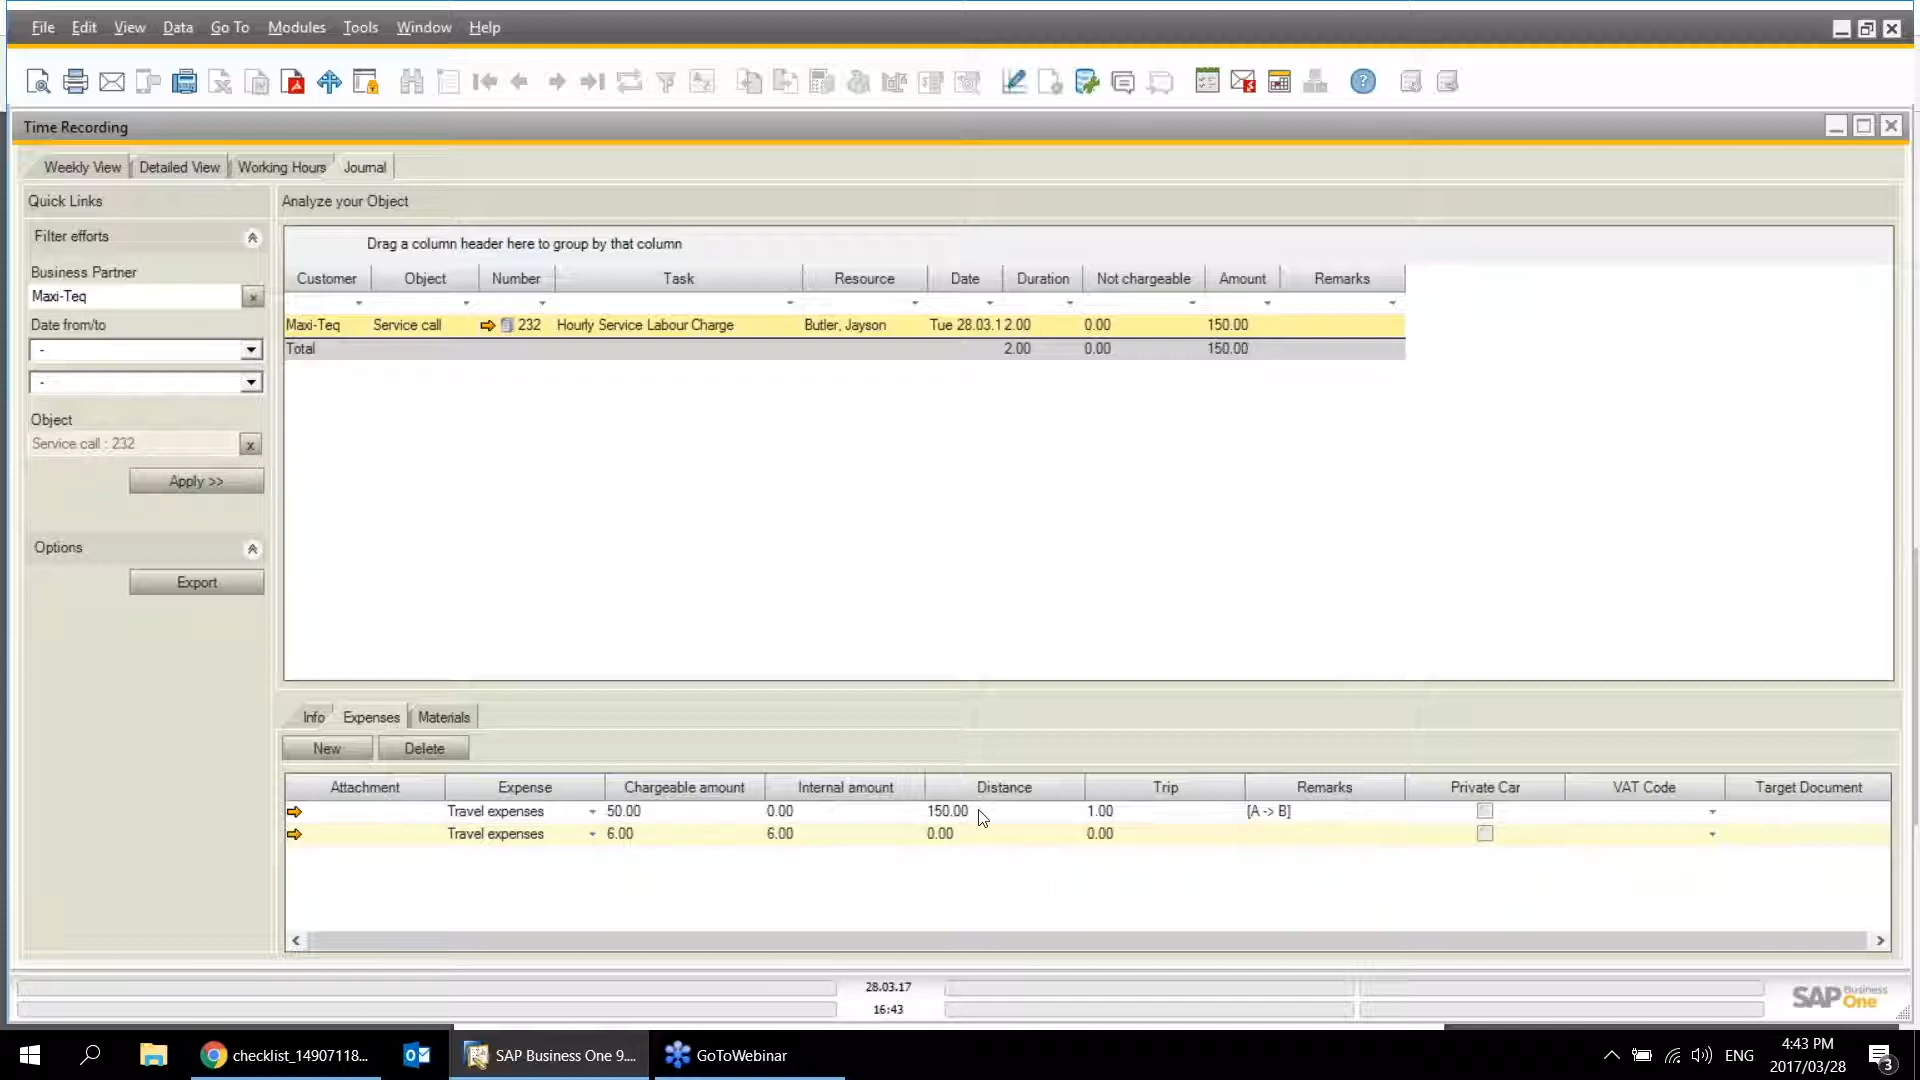 File Edit View Data Go To Modules Tools Window Help
Time Recording
Weekly View Detailed View Working Hours Journal
Quick Links
Analyze your Object
Filter efforts
Drag a column header here to group by that column
Business Partner
Maxi-Teq x
Customer Object Number Task Resource Date Duration Not chargeable Amount Remarks
Maxi-Teq Service call 232 Hourly Service Labour Charge Butler, Jayson Tue 28.03.1 2.00 0.00 150.00
Total 2.00 0.00 150.00
Date from/to
-
-
Object
Service call : 232 x
Apply >>
Options
Export
Info Expenses Materials
New Delete
Attachment Expense Chargeable amount Internal amount Distance Trip Remarks Private Car VAT Code Target Document
Travel expenses 50.00 0.00 150.00 1.00 [A -> B]
Travel expenses 6.00 6.00 0.00 0.00
28.03.17
16:43
SAP Business One
checklist_14907118... SAP Business One 9.... GoToWebinar
ENG
4:43 PM
2017/03/28
3